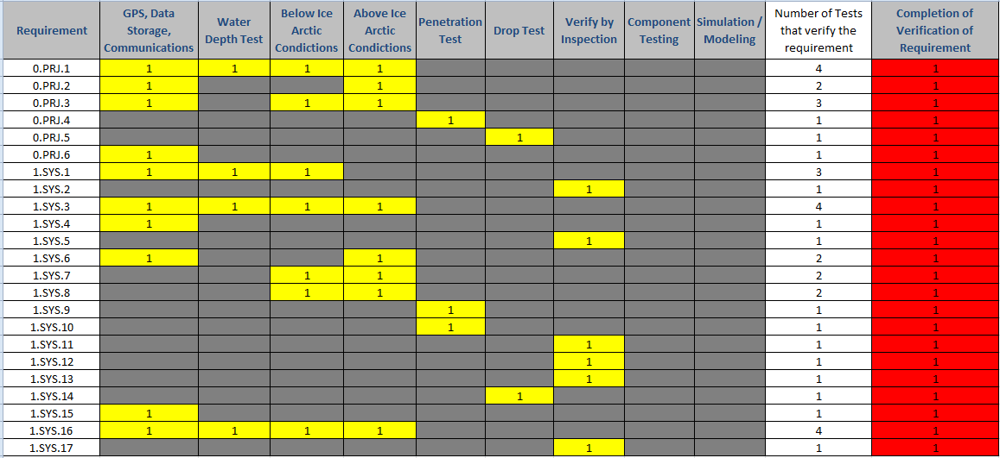 Requirement GPS, Data Storage, Communications Water Depth Test Below Ice Arctic Condictions Above Ice Arctic Condictions Penetration Test Drop Test Verify by Inspection Component Testing Simulation / Modeling Number of Tests that verify the requirement Completion of Verification of Requirement
0.PRJ.1 1 1 1 1 4 1
0.PRJ.2 1 1 2 1
0.PRJ.3 1 1 1 3 1
0.PRJ.4 1 1 1
0.PRJ.5 1 1 1
0.PRJ.6 1 1 1
1.SYS.1 1 1 1 3 1
1.SYS.2 1 1 1
1.SYS.3 1 1 1 1 4 1
1.SYS.4 1 1 1
1.SYS.5 1 1 1
1.SYS.6 1 1 2 1
1.SYS.7 1 1 2 1
1.SYS.8 1 1 2 1
1.SYS.9 1 1 1
1.SYS.10 1 1 1
1.SYS.11 1 1 1
1.SYS.12 1 1 1
1.SYS.13 1 1 1
1.SYS.14 1 1 1
1.SYS.15 1 1 1
1.SYS.16 1 1 1 1 4 1
1.SYS.17 1 1 1